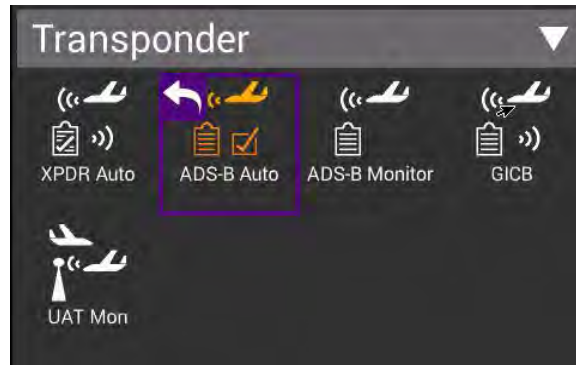 Transponder
XPDR Auto
ADS-B Auto
ADS-B Monitor
GICB
UAT Mon